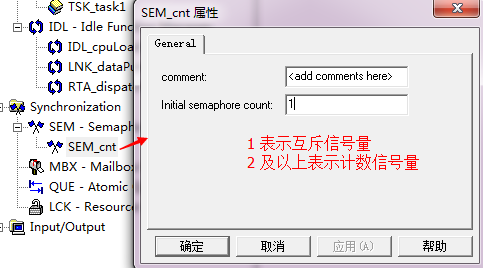 TSK_task1
IDL - Idle Func
IDL_cpuLoa
LNK_dataPu
RTA_dispat
Synchronization
SEM - Semaph
SEM_cnt
MBX - Mailbox
QUE - Atomic
LCK - Resourc
Input/Output
SEM_cnt 属性
General
comment:
<add comments here>
Initial semaphore count:
1
1 表示互斥信号量
2 及以上表示计数信号量
确定
取消
应用(A)
帮助